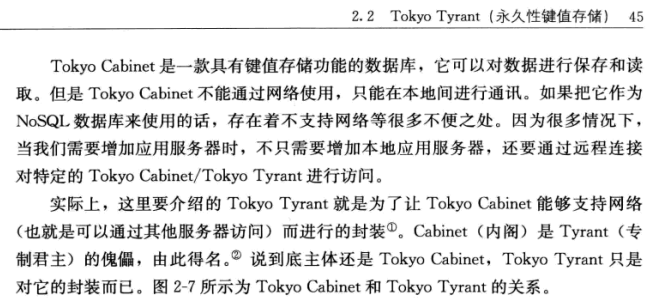 2.2 Tokyo Tyrant（永久性键值存储） 45
Tokyo Cabinet 是一款具有键值存储功能的数据库，它可以对数据进行保存和读
取。但是 Tokyo Cabinet 不能通过网络使用，只能在本地间进行通讯。如果把它作为
NoSQL 数据库来使用的话，存在着不支持网络等很多不便之处。因为很多情况下，
当我们需要增加应用服务器时，不只需要增加本地应用服务器，还要通过远程连接
对特定的 Tokyo Cabinet/Tokyo Tyrant 进行访问。
实际上，这里要介绍的 Tokyo Tyrant 就是为了让 Tokyo Cabinet 能够支持网络
（也就是可以通过其他服务器访问）而进行的封装①。Cabinet（内阁）是 Tyrant（专
制君主）的傀儡，由此得名。② 说到底主体还是 Tokyo Cabinet，Tokyo Tyrant 只是
对它的封装而已。图 2-7 所示为 Tokyo Cabinet 和 Tokyo Tyrant 的关系。